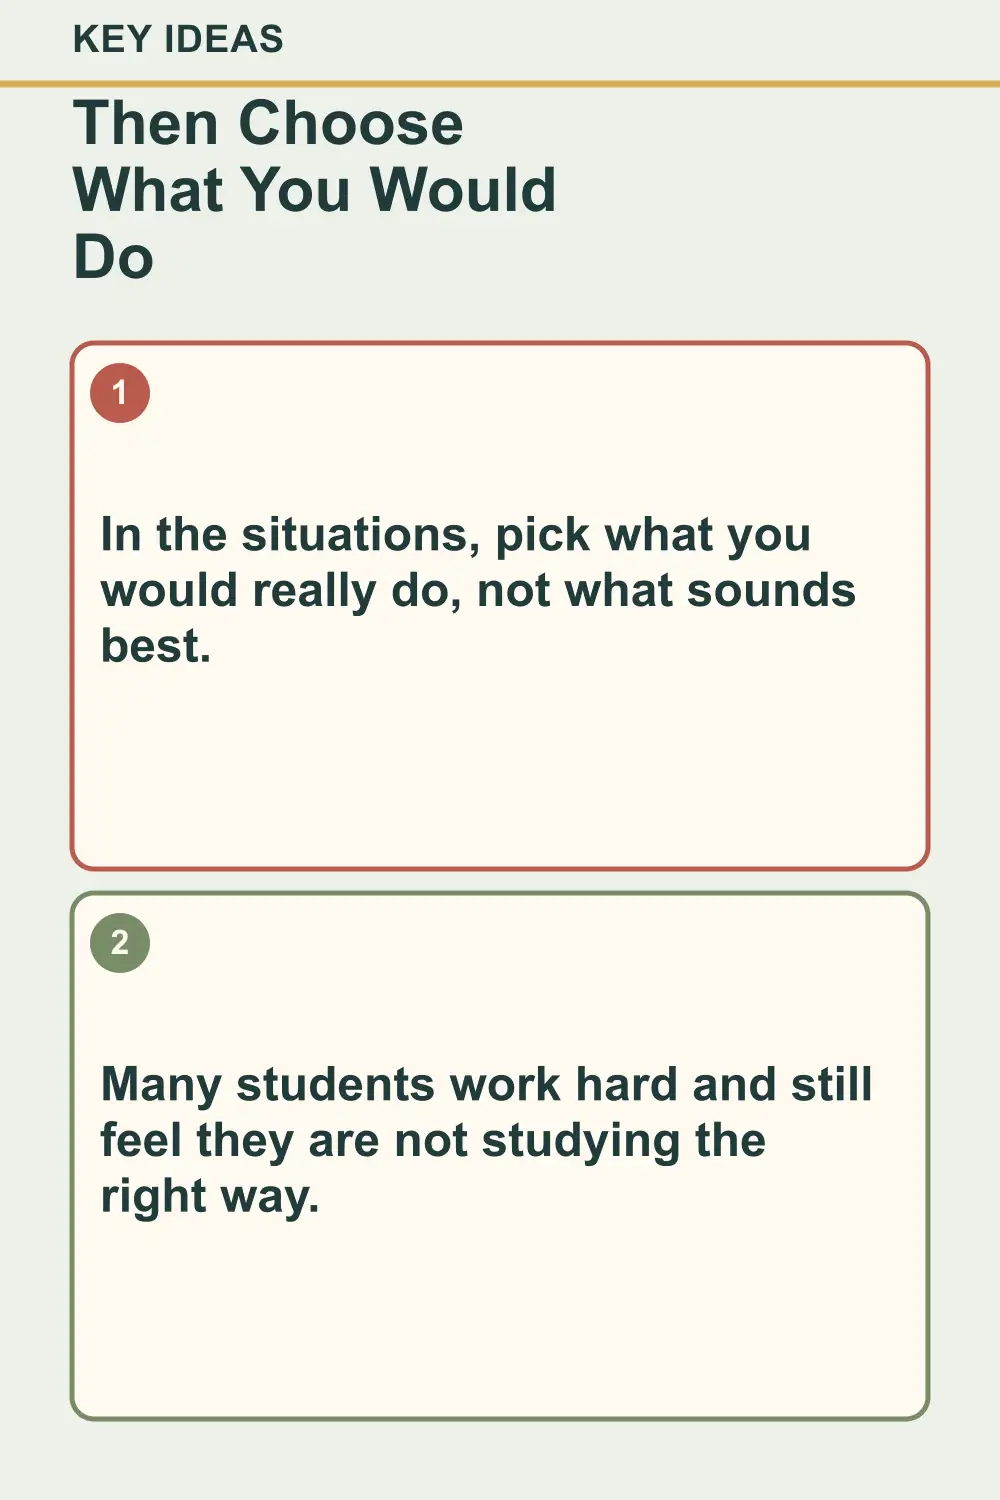 KEY IDEAS
Then Choose
What You Would
Do
1
In the situations, pick what you
would really do, not what sounds
best.
2
Many students work hard and still
feel they are not studying the
right way.